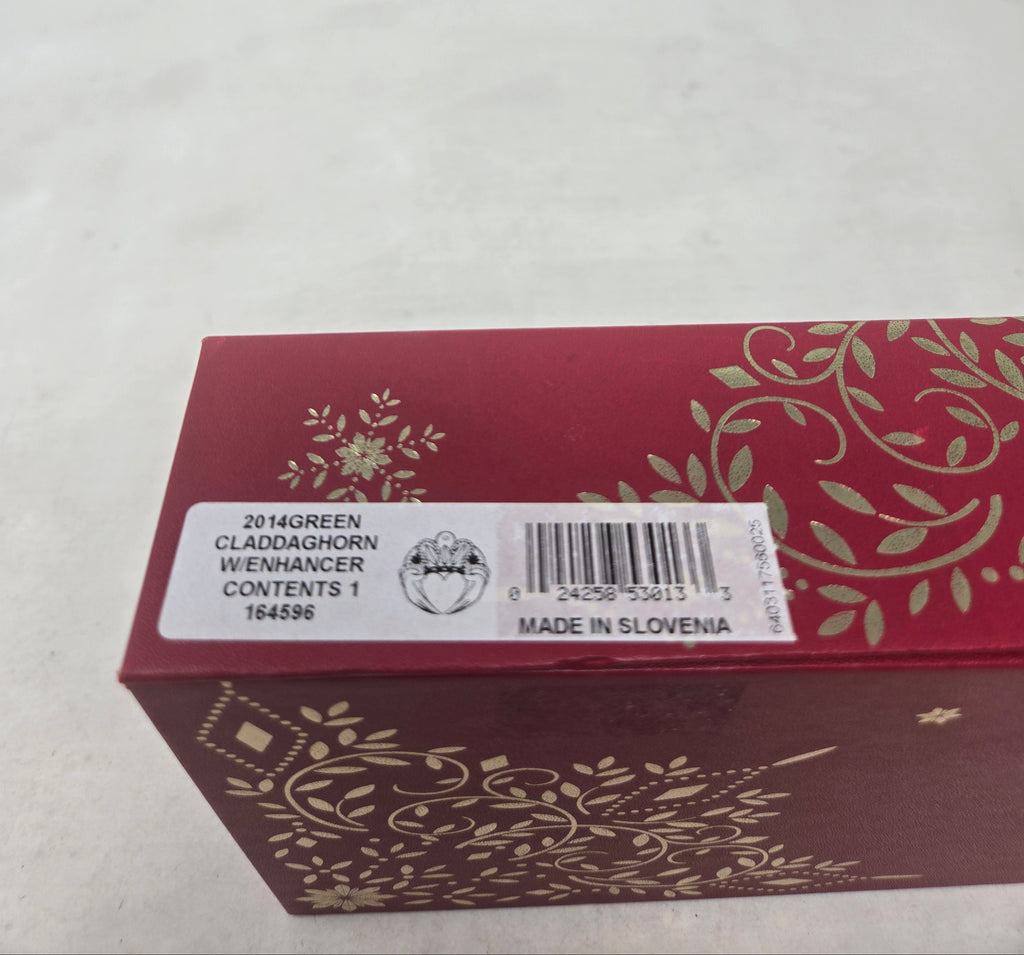 2014GREEN
CLADDAGHORN
W/ENHANCER
CONTENTS 1
164596
0 24258 53013 3
MADE IN SLOVENIA
6403117580025